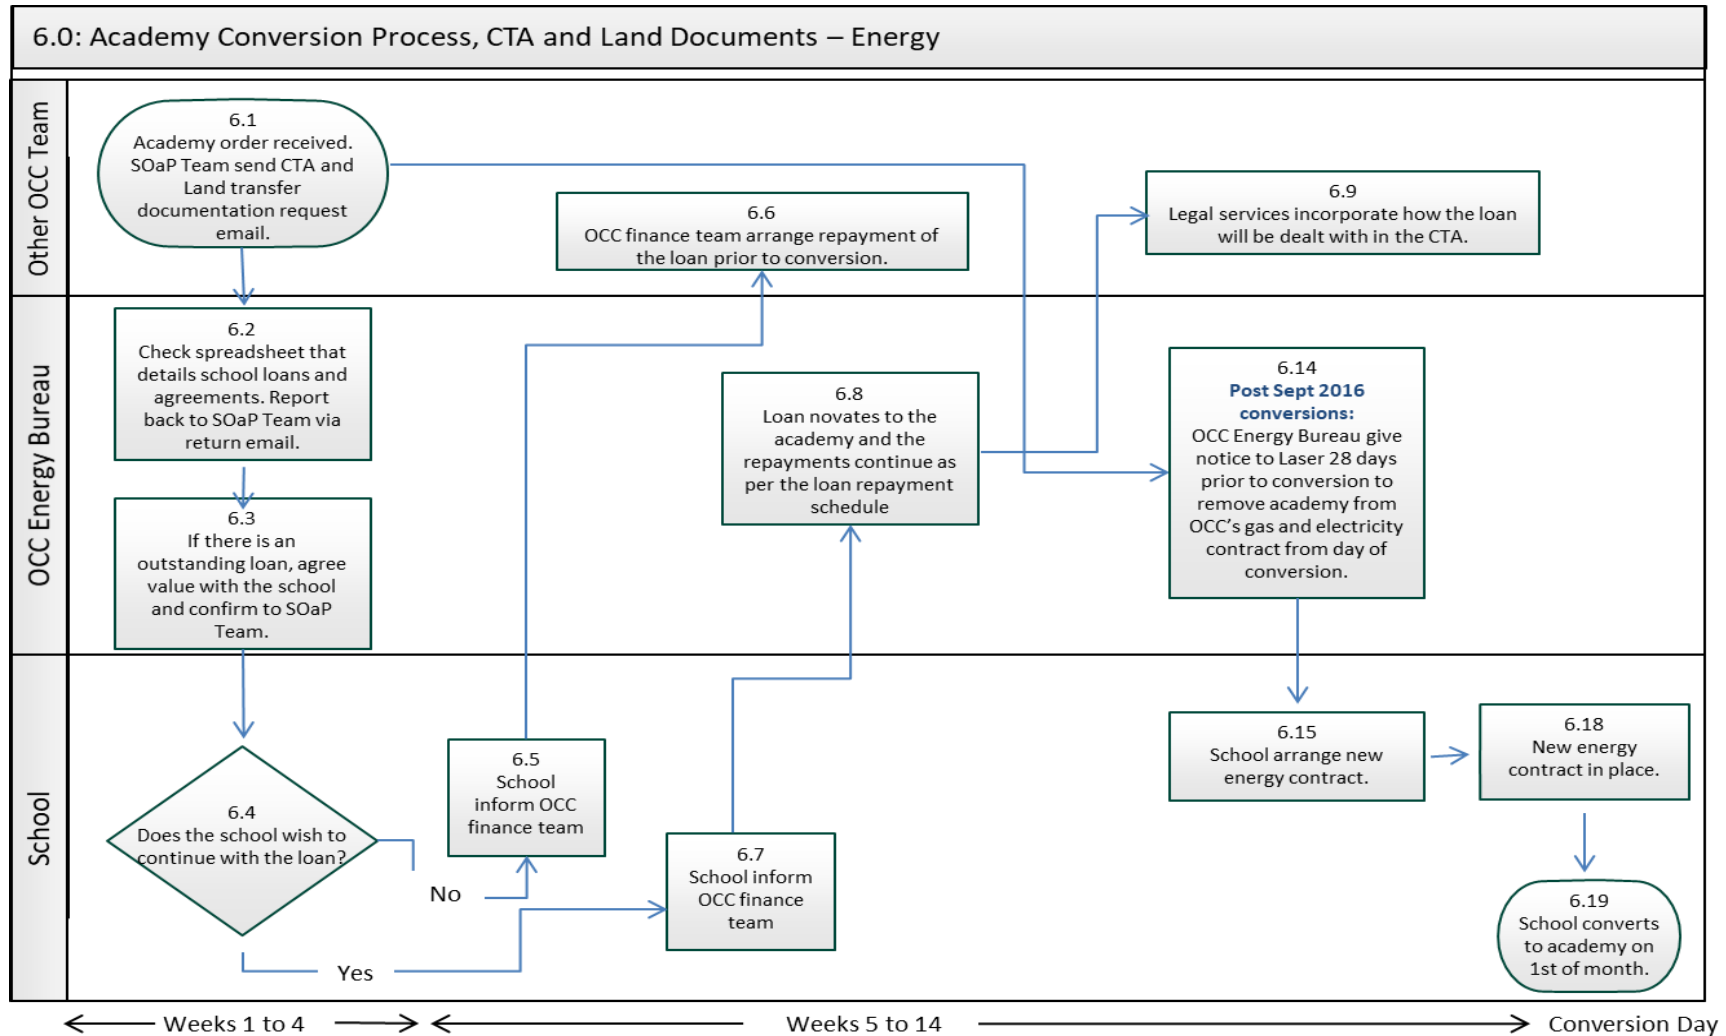 6.0: Academy Conversion Process, CTA and Land Documents – Energy
Other OCC Team
6.1
Academy order received.
SOaP Team send CTA and
Land transfer
documentation request
email.
6.6
OCC finance team arrange repayment of
the loan prior to conversion.
6.9
Legal services incorporate how the loan
will be dealt with in the CTA.
OCC Energy Bureau
6.2
Check spreadsheet that
details school loans and
agreements. Report
back to SOaP Team via
return email.
6.3
If there is an
outstanding loan, agree
value with the school
and confirm to SOaP
Team.
6.8
Loan novates to the
academy and the
repayments continue as
per the loan repayment
schedule
6.14
Post Sept 2016
conversions:
OCC Energy Bureau give
notice to Laser 28 days
prior to conversion to
remove academy from
OCC’s gas and electricity
contract from day of
conversion.
School
6.4
Does the school wish to
continue with the loan?
No
Yes
6.5
School
inform OCC
finance team
6.7
School inform
OCC finance
team
6.15
School arrange new
energy contract.
6.18
New energy
contract in place.
6.19
School converts
to academy on
1st of month.
Weeks 1 to 4
Weeks 5 to 14
Conversion Day